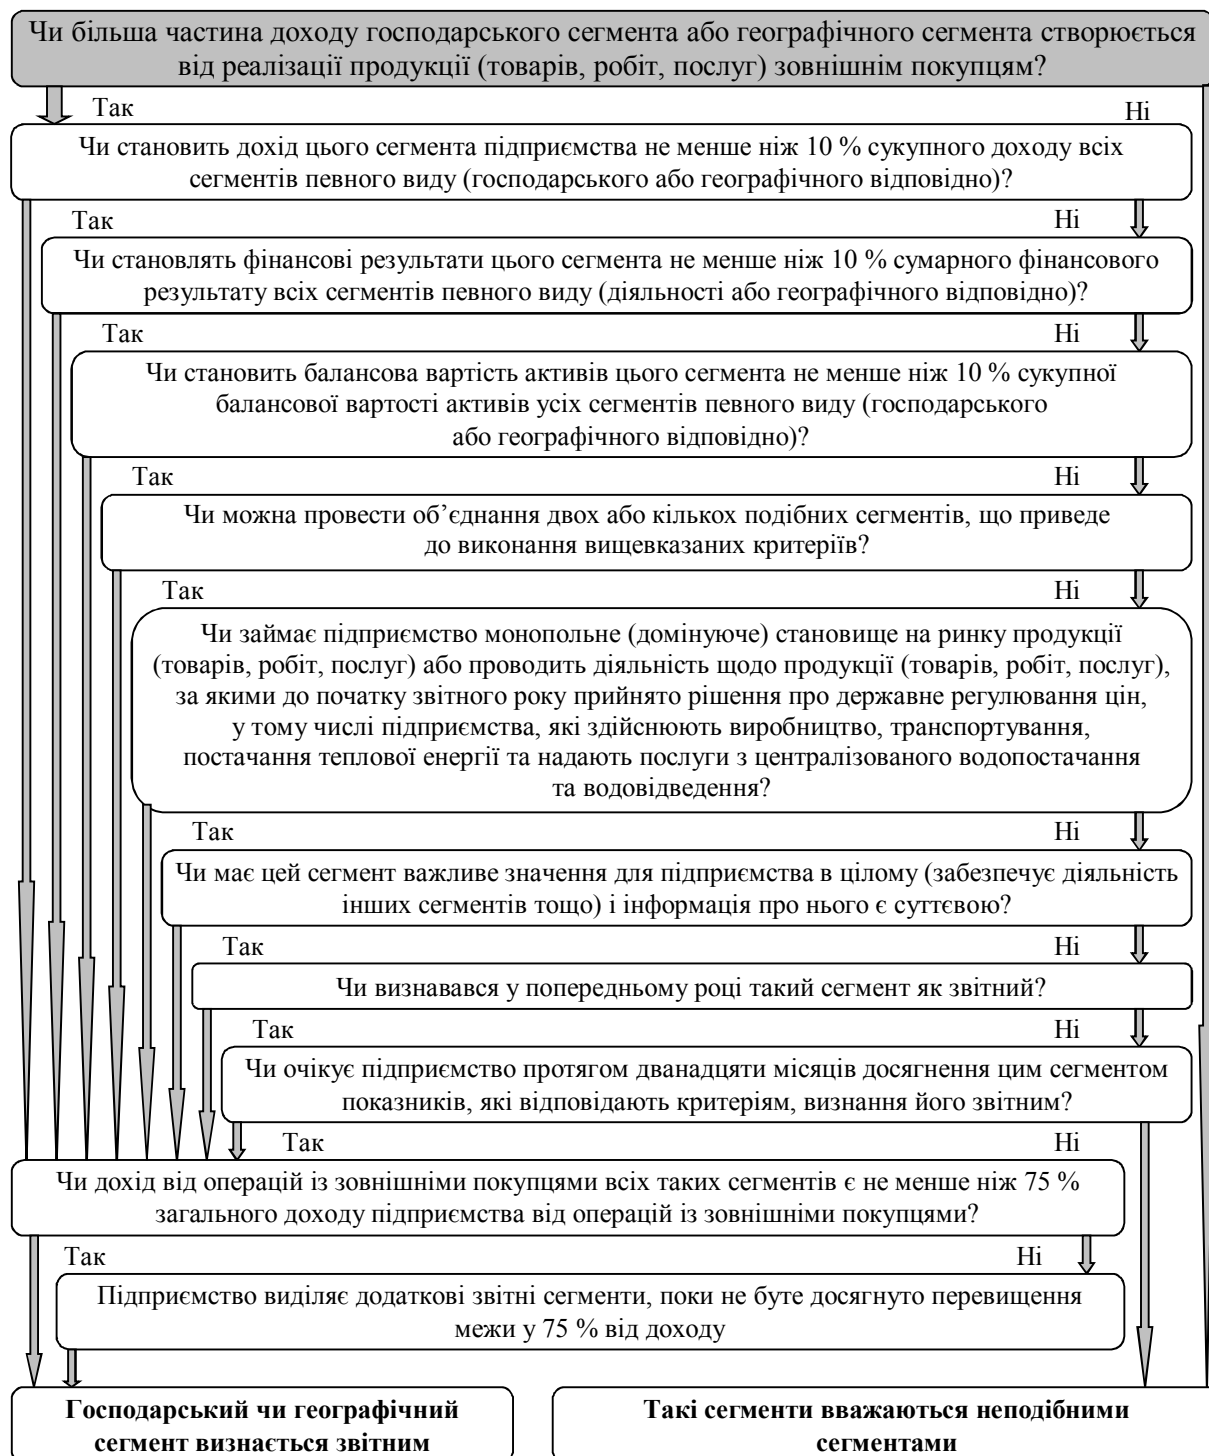 Чи більша частина доходу господарського сегмента або географічного сегмента створюється
від реалізації продукції (товарів, робіт, послуг) зовнішнім покупцям?
Так
Ні
Чи становить дохід цього сегмента підприємства не менше ніж 10 % сукупного доходу всіх
сегментів певного виду (господарського або географічного відповідно)?
Так
Ні
Чи становлять фінансові результати цього сегмента не менше ніж 10 % сумарного фінансового
результату всіх сегментів певного виду (діяльності або географічного відповідно)?
Так
Ні
Чи становить балансова вартість активів цього сегмента не менше ніж 10 % сукупної
балансової вартості активів усіх сегментів певного виду (господарського
або географічного відповідно)?
Так
Ні
Чи можна провести об’єднання двох або кількох подібних сегментів, що приведе
до виконання вищевказаних критеріїв?
Так
Ні
Чи займає підприємство монопольне (домінуюче) становище на ринку продукції
(товарів, робіт, послуг) або проводить діяльність щодо продукції (товарів, робіт, послуг),
за якими до початку звітного року прийнято рішення про державне регулювання цін,
у тому числі підприємства, які здійснюють виробництво, транспортування,
постачання теплової енергії та надають послуги з централізованого водопостачання
та водовідведення?
Так
Ні
Чи має цей сегмент важливе значення для підприємства в цілому (забезпечує діяльність
інших сегментів тощо) і інформація про нього є суттєвою?
Так
Ні
Чи визнавався у попередньому році такий сегмент як звітний?
Так
Ні
Чи очікує підприємство протягом дванадцяти місяців досягнення цим сегментом
показників, які відповідають критеріям, визнання його звітним?
Так
Ні
Чи дохід від операцій із зовнішніми покупцями всіх таких сегментів є не менше ніж 75 %
загального доходу підприємства від операцій із зовнішніми покупцями?
Так
Ні
Підприємство виділяє додаткові звітні сегменти, поки не буте досягнуто перевищення
межи у 75 % від доходу
Господарський чи географічний
сегмент визнається звітним
Такі сегменти вважаються неподібними
сегментами